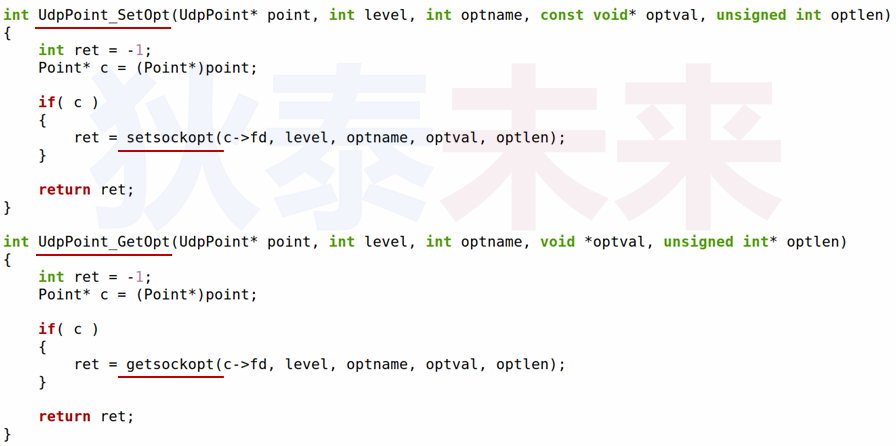 int UdpPoint_SetOpt(UdpPoint* point, int level, int optname, const void* optval, unsigned int optlen)
{
    int ret = -1;
    Point* c = (Point*)point;

    if( c )
    {
        ret = setsockopt(c->fd, level, optname, optval, optlen);
    }

    return ret;
}

int UdpPoint_GetOpt(UdpPoint* point, int level, int optname, void *optval, unsigned int* optlen)
{
    int ret = -1;
    Point* c = (Point*)point;

    if( c )
    {
        ret = getsockopt(c->fd, level, optname, optval, optlen);
    }

    return ret;
}
狄泰未来